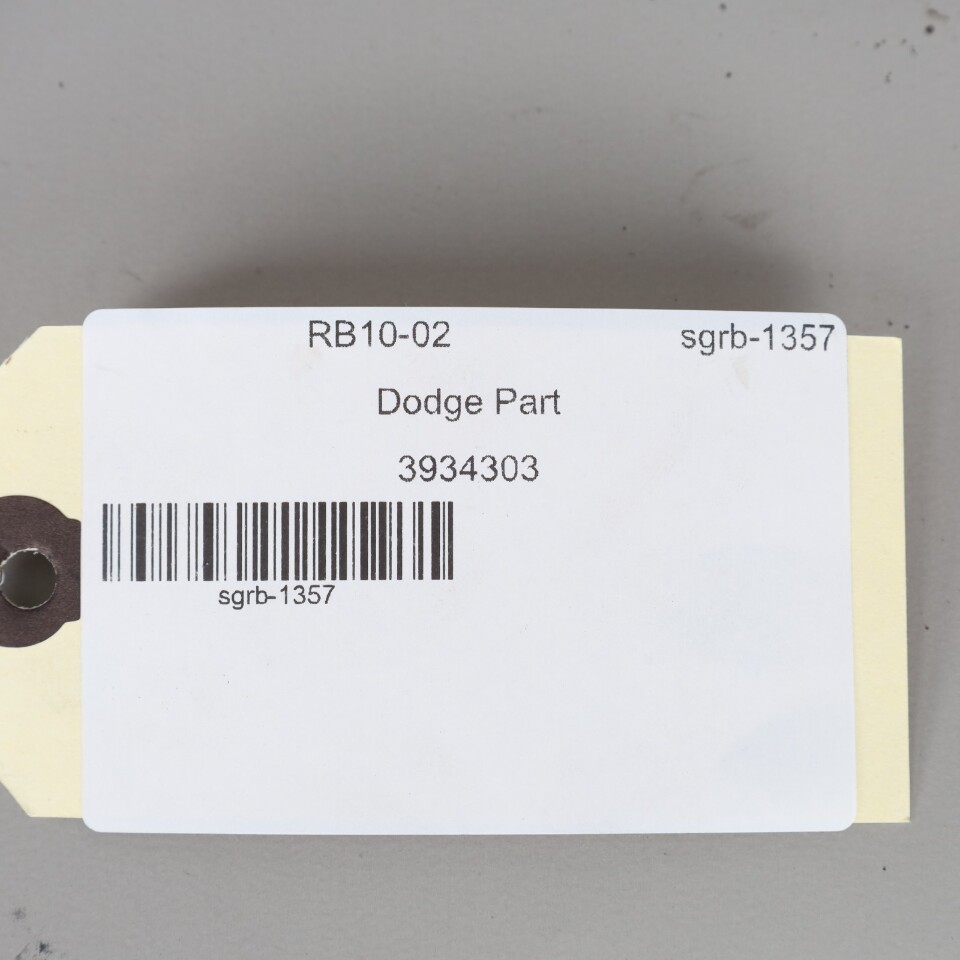 RB10-02 sgrb-1357
Dodge Part
3934303
sgrb-1357